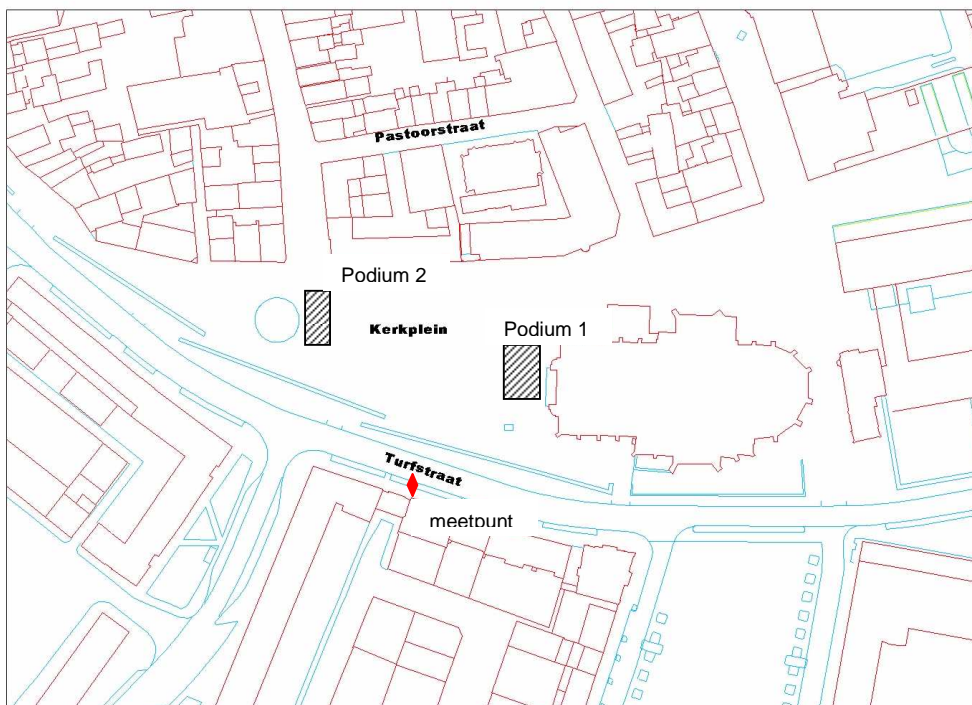 Pastoorstraat
Podium 2
Kerkplein
Podium 1
Turfstraat
meetpunt